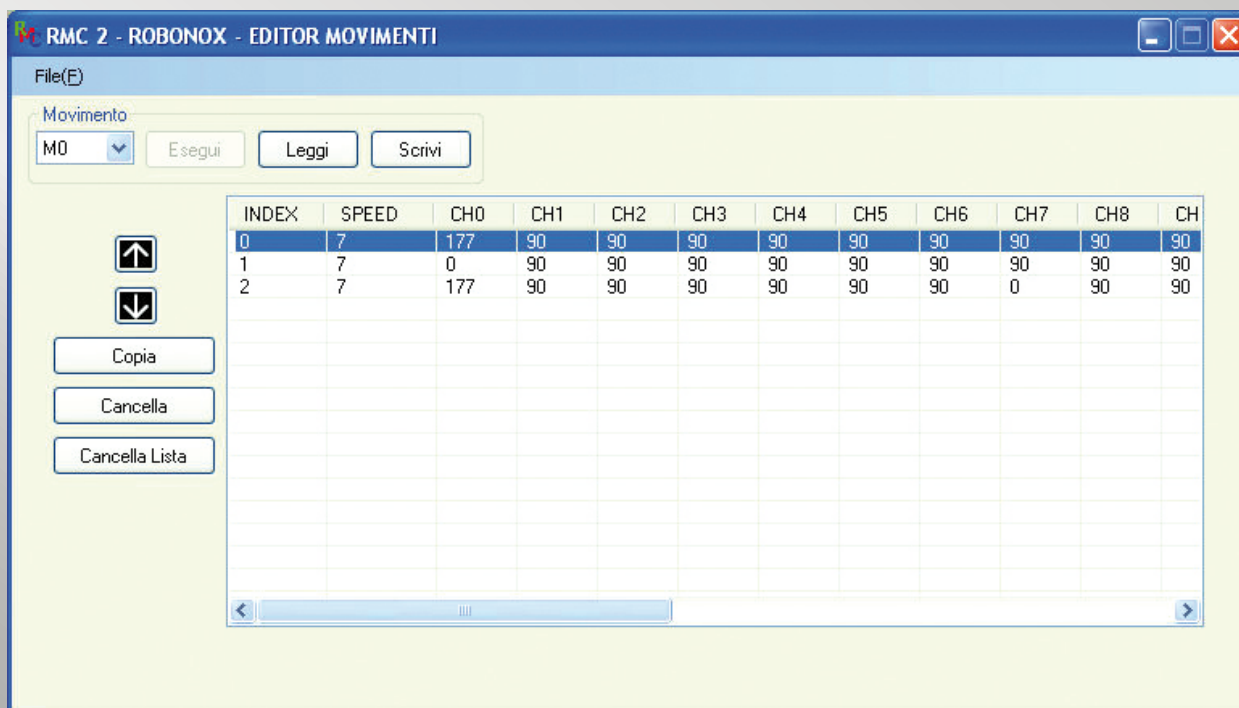 RMC 2 - ROBONOX - EDITOR MOVIMENTI
File(F)
Movimento
M0 Esegui Leggi Scrivi
INDEX SPEED CH0 CH1 CH2 CH3 CH4 CH5 CH6 CH7 CH8 CH
0 7 177 90 90 90 90 90 90 90 90 90
1 7 0 90 90 90 90 90 90 90 90 90
2 7 177 90 90 90 90 90 90 0 90 90
Copia
Cancella
Cancella Lista